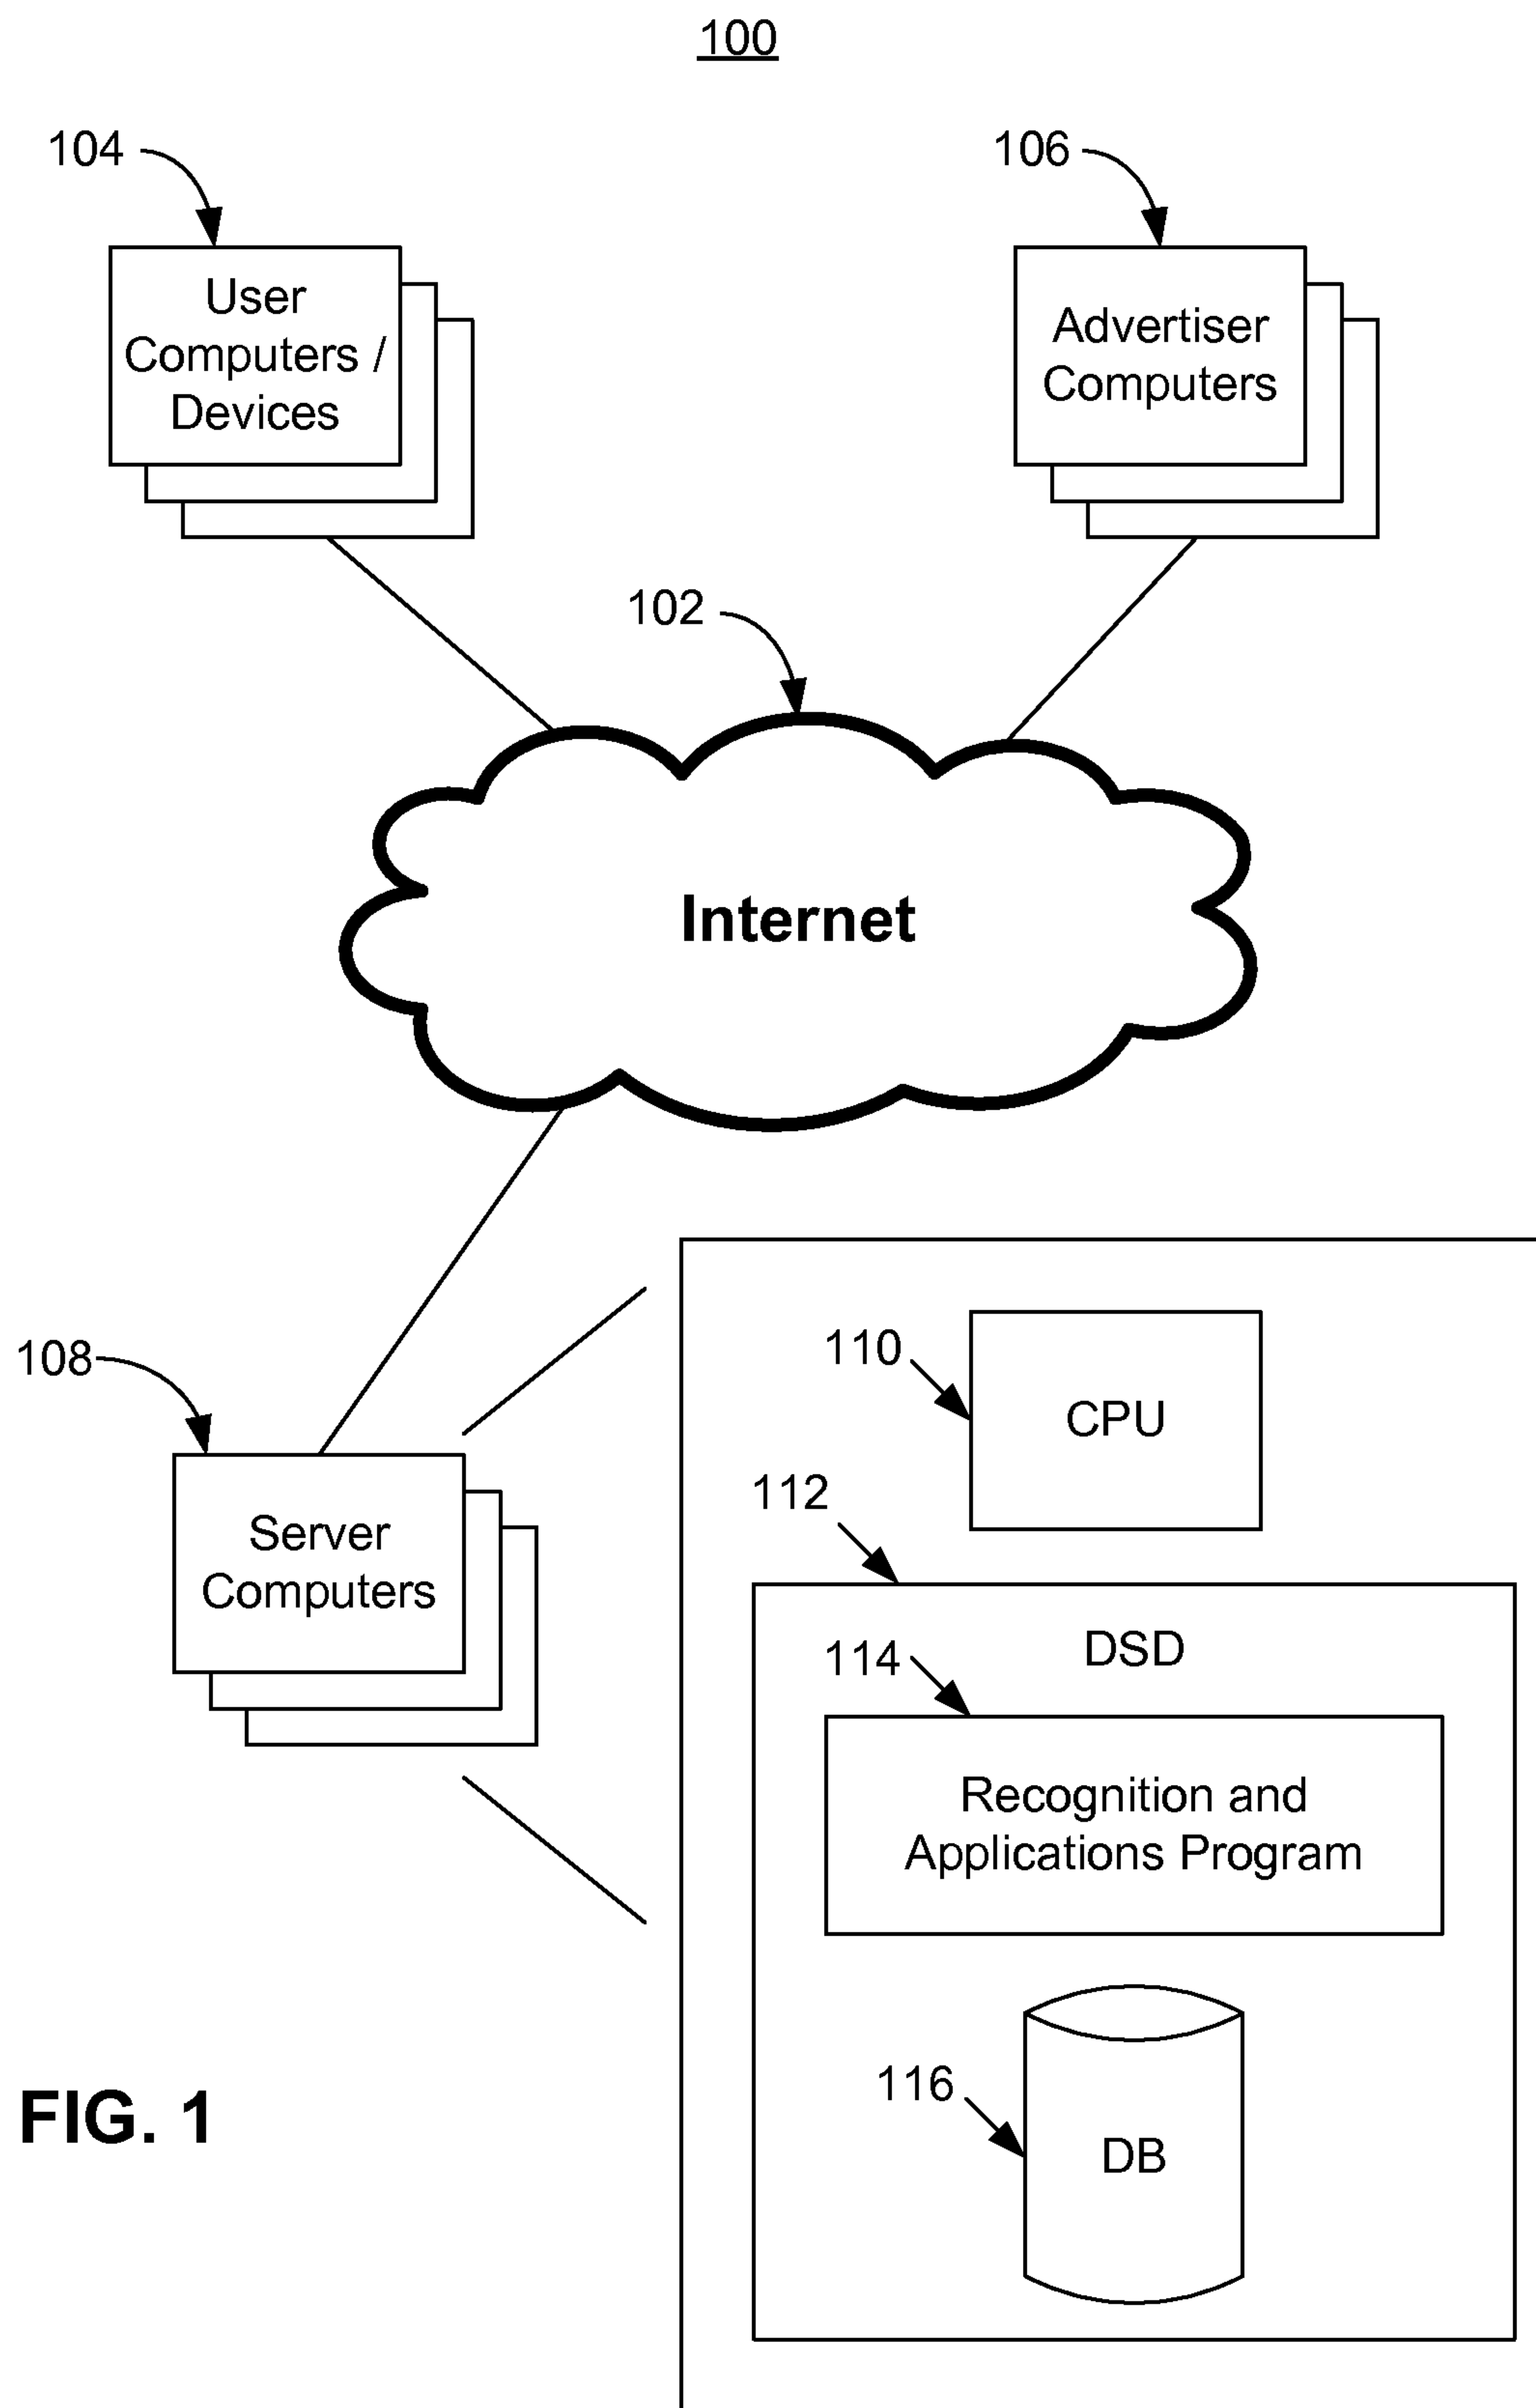 100
104
106
User
Computers /
Devices
Advertiser
Computers
102
Internet
108
110
CPU
Server
Computers
112
DSD
114
Recognition and
Applications Program
116
DB
FIG. 1